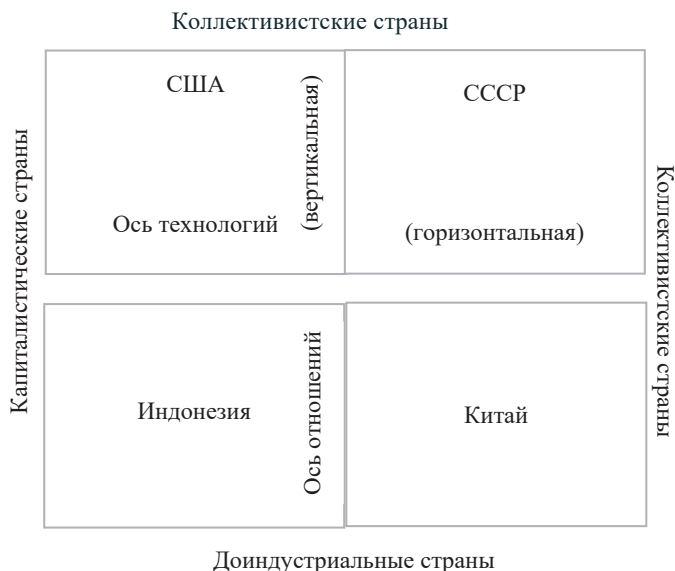 Коллективистские страны
США
СССР
(вертикальная)
Капиталистические страны
Коллективистские страны
Ось технологий
(горизонтальная)
Ось отношений
Индонезия
Китай
Доиндустриальные страны